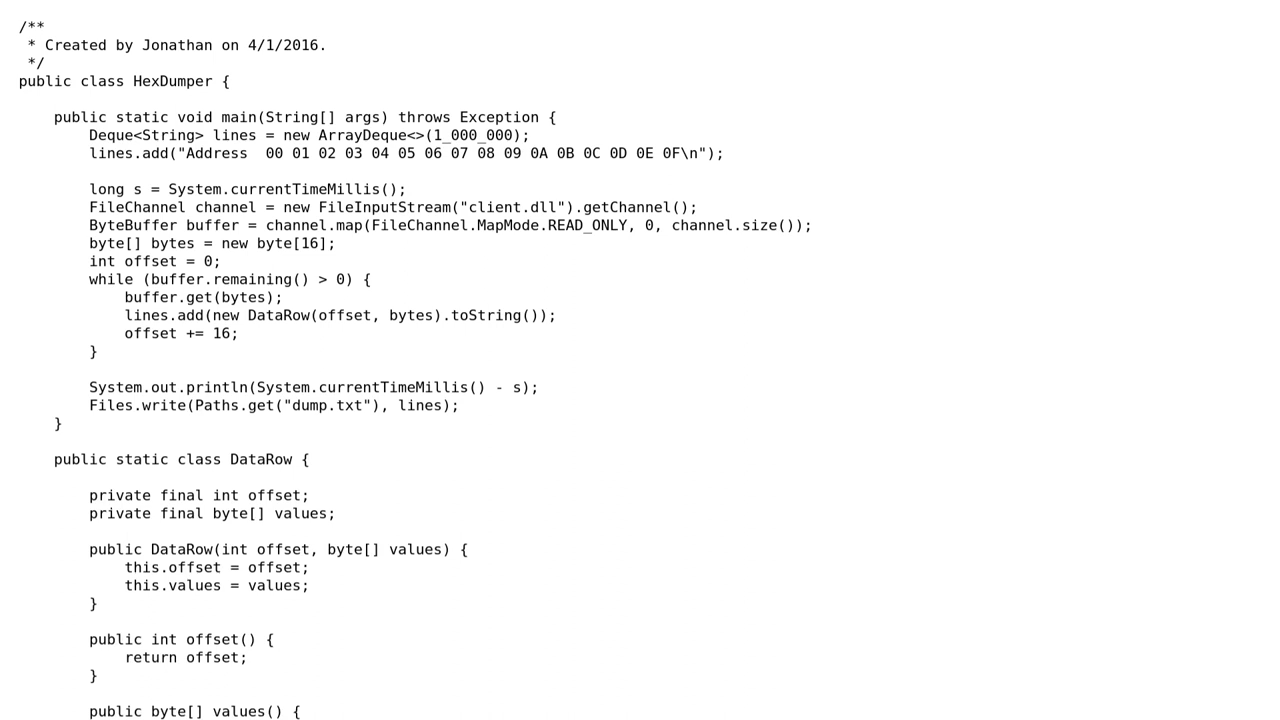 /**
 * Created by Jonathan on 4/1/2016.
 */
public class HexDumper {

    public static void main(String[] args) throws Exception {
        Deque<String> lines = new ArrayDeque<>(1_000_000);
        lines.add("Address  00 01 02 03 04 05 06 07 08 09 0A 0B 0C 0D 0E 0F\n");

        long s = System.currentTimeMillis();
        FileChannel channel = new FileInputStream("client.dll").getChannel();
        ByteBuffer buffer = channel.map(FileChannel.MapMode.READ_ONLY, 0, channel.size());
        byte[] bytes = new byte[16];
        int offset = 0;
        while (buffer.remaining() > 0) {
            buffer.get(bytes);
            lines.add(new DataRow(offset, bytes).toString());
            offset += 16;
        }

        System.out.println(System.currentTimeMillis() - s);
        Files.write(Paths.get("dump.txt"), lines);
    }

    public static class DataRow {

        private final int offset;
        private final byte[] values;

        public DataRow(int offset, byte[] values) {
            this.offset = offset;
            this.values = values;
        }

        public int offset() {
            return offset;
        }

        public byte[] values() {